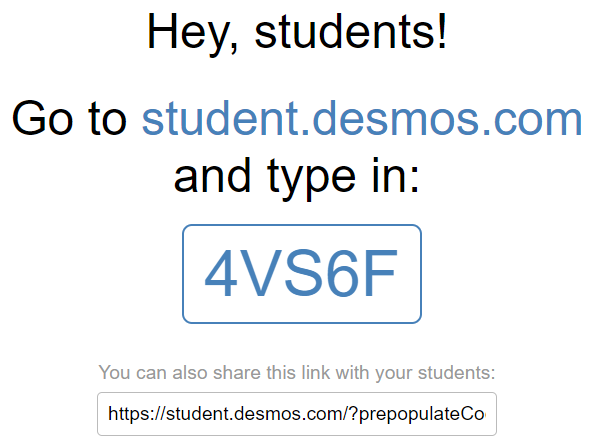 Hey, students!
Go to student.desmos.com
and type in:
4VS6F
You can also share this link with your students:
https://student.desmos.com/?prepopulateCo